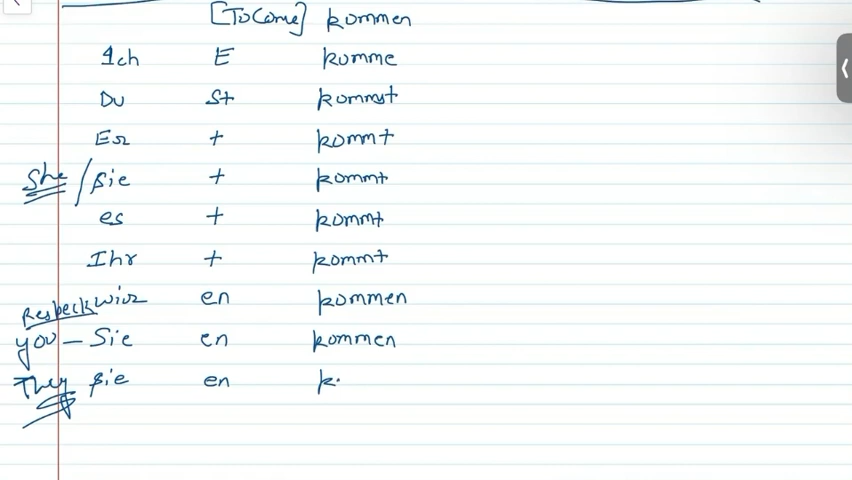 [To Come] kommen
Ich E komme
Du St kommst
Er t kommt
She / sie t kommt
es t kommt
Ihr t kommt
Respeck wir en kommen
you – Sie en kommen
They sie en k